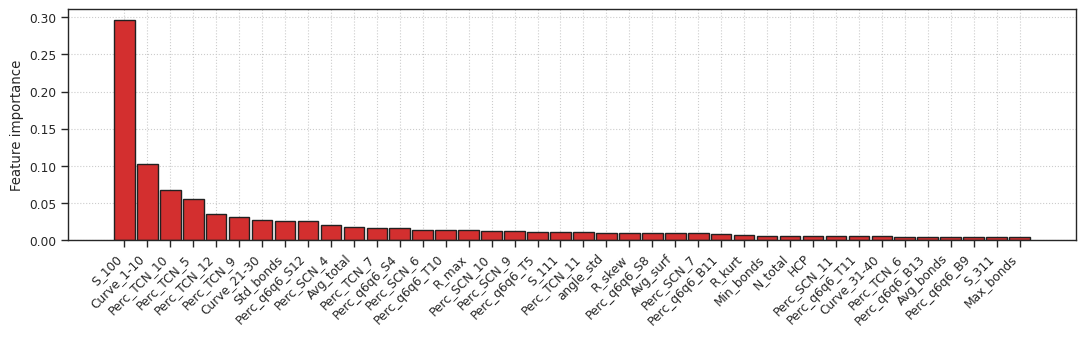 Feature importance
0.30
0.25
0.20
0.15
0.10
0.05
0.00
S_100
Curve_1-10
Perc_TCN_10
Perc_TCN_5
Perc_TCN_12
Perc_TCN_9
Curve_21-30
Std_bonds
Perc_q6q6_S12
Perc_SCN_4
Avg_total
Perc_TCN_7
Perc_q6q6_S4
Perc_SCN_6
Perc_q6q6_T10
R_max
Perc_SCN_10
Perc_SCN_9
Perc_q6q6_T5
S_111
Perc_TCN_11
angle_std
R_skew
Perc_q6q6_S8
Avg_surf
Perc_SCN_7
Perc_q6q6_B11
R_kurt
Min_bonds
N_total
HCP
Perc_SCN_11
Perc_q6q6_T11
Curve_31-40
Perc_TCN_6
Perc_q6q6_B13
Avg_bonds
Perc_q6q6_B9
S_311
Max_bonds